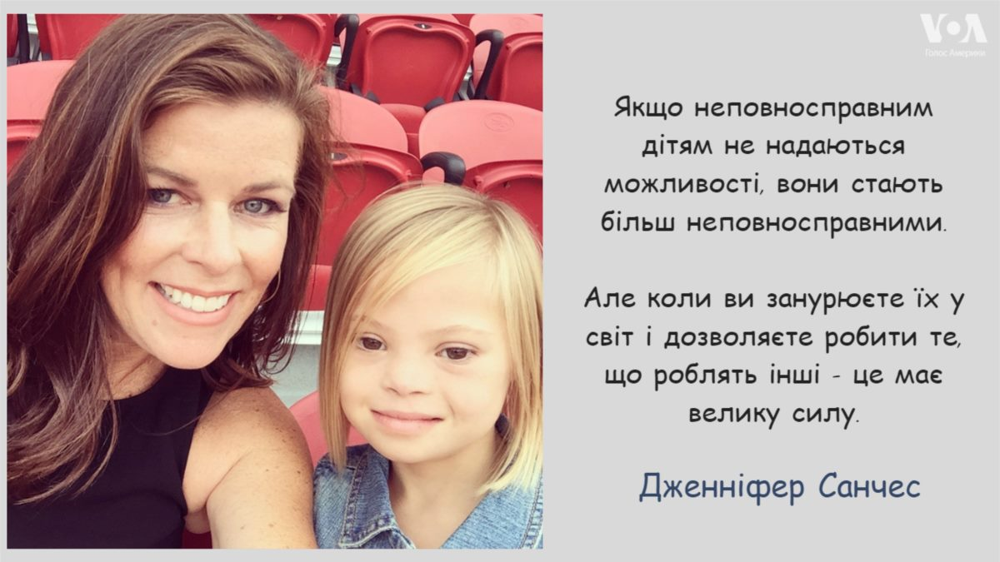 VOA
Голос Америки
Якщо неповносправним
дітям не надаються
можливості, вони стають
більш неповносправними.
Але коли ви занурюєте їх у
світ і дозволяєте робити те,
що роблять інші - це має
велику силу.
Дженніфер Санчес